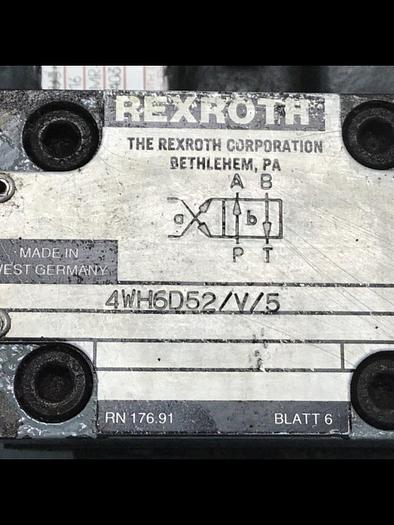 REXROTH
THE REXROTH CORPORATION
BETHLEHEM, PA
A B
a b
P T
MADE IN
WEST GERMANY
4WH6D52/V/5
RN 176.91 BLATT 6